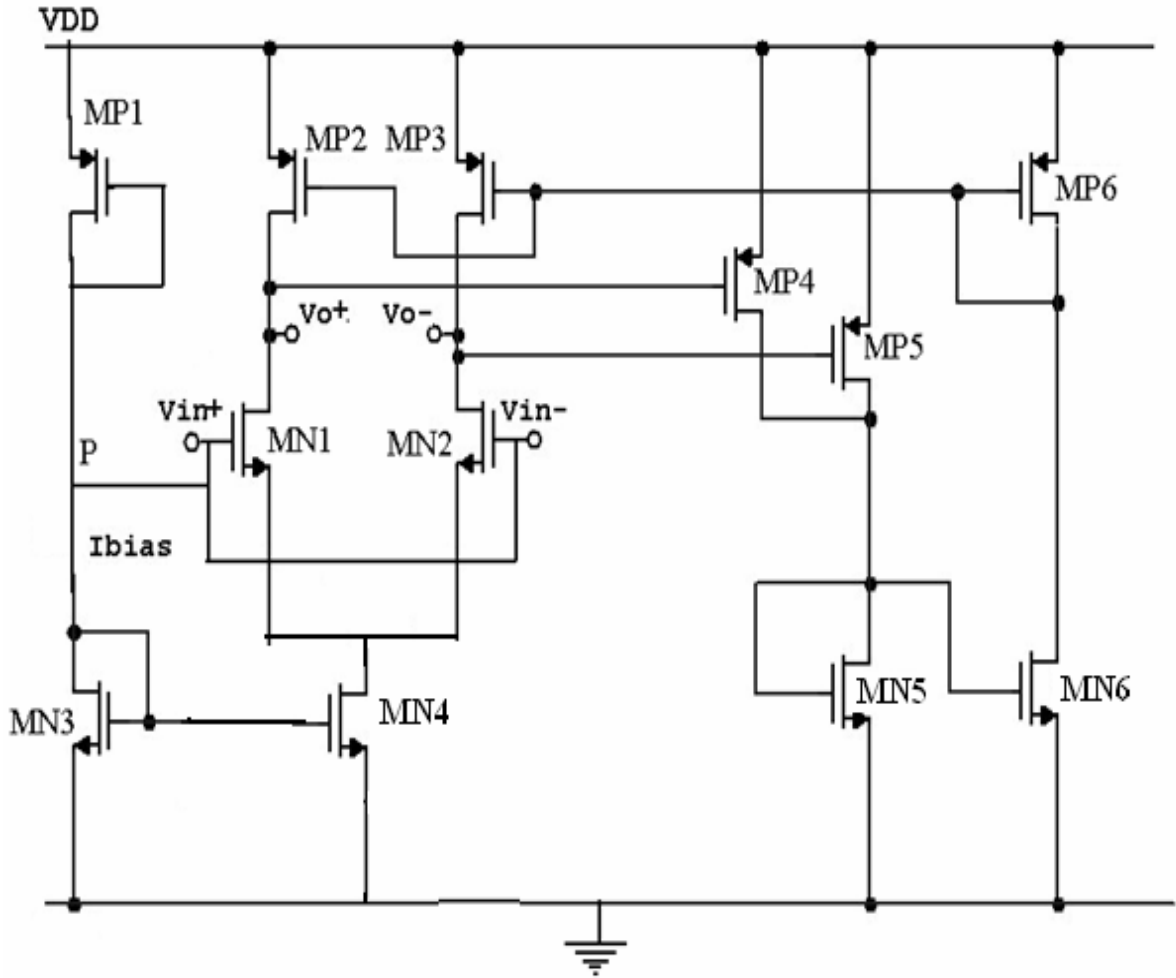 VDD
MP1
MP2
MP3
MP6
MP4
Vo+
Vo-
MP5
Vin+
Vin-
MN1
MN2
P
Ibias
MN3
MN4
MN5
MN6